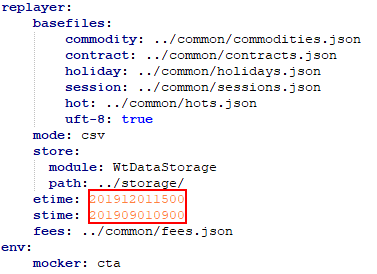 replayer:
basefiles:
commodity: ../common/commodities.json
contract: ../common/contracts.json
holiday: ../common/holidays.json
session: ../common/sessions.json
hot: ../common/hots.json
uft-8: true
mode: csv
store:
module: WtDataStorage
path: ../storage/
etime: 201912011500
stime: 201909010900
fees: ../common/fees.json
env:
mocker: cta